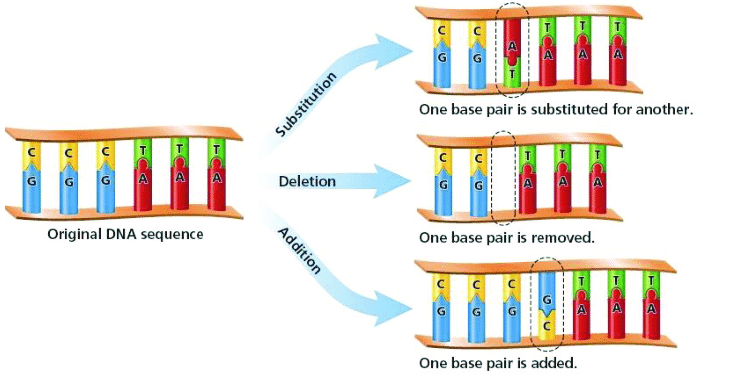 C C A T T T
G G T A A A
Substitution
One base pair is substituted for another.
C C C T T T
G G G A A A
Original DNA sequence
Deletion
C C T T T
G G A A A
One base pair is removed.
Addition
C C C G T T T
G G G C A A A
One base pair is added.